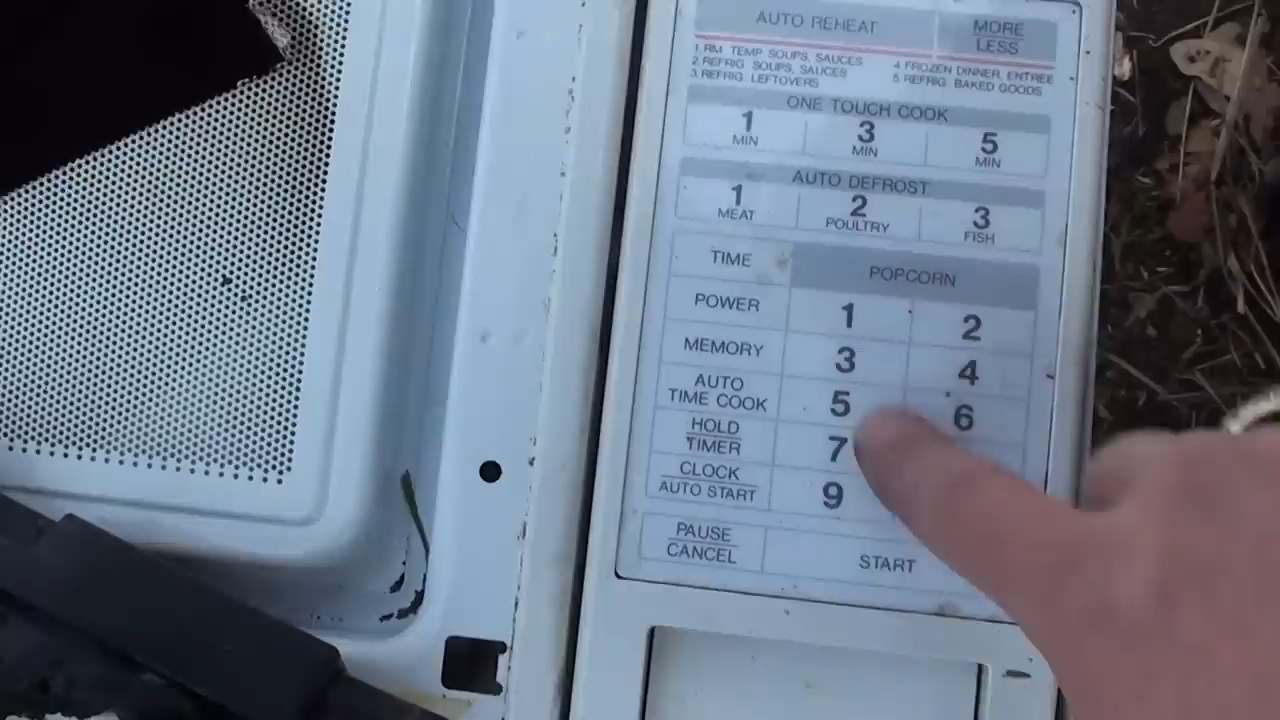 AUTO REHEAT
MORE
LESS
1. RM. TEMP. SOUPS, SAUCES
2. REFRIG. SOUPS, SAUCES
3. REFRIG. LEFTOVERS
4. FROZEN DINNER, ENTREE
5. REFRIG. BAKED GOODS
ONE TOUCH COOK
1 3 5
MIN MIN MIN
AUTO DEFROST
1 2 3
MEAT POULTRY FISH
TIME POPCORN
POWER 1 2
MEMORY 3 4
AUTO
TIME COOK 5 6
HOLD
TIMER 7
CLOCK
AUTO START 9
PAUSE
CANCEL
START